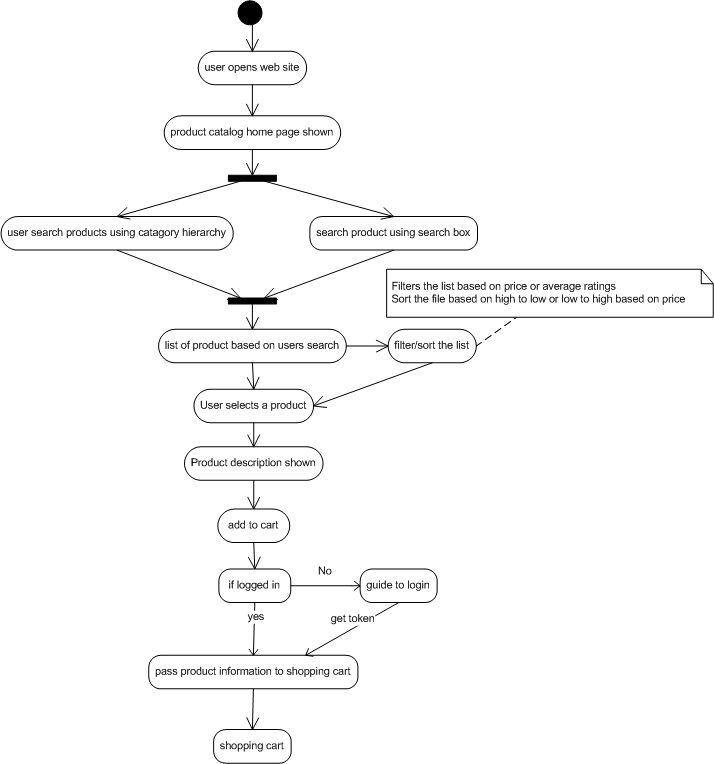 user opens web site
product catalog home page shown
user search products using catagory hierarchy
search product using search box
Filters the list based on price or average ratings
Sort the file based on high to low or low to high based on price
list of product based on users search
filter/sort the list
User selects a product
Product description shown
add to cart
if logged in
No
guide to login
yes
get token
pass product information to shopping cart
shopping cart